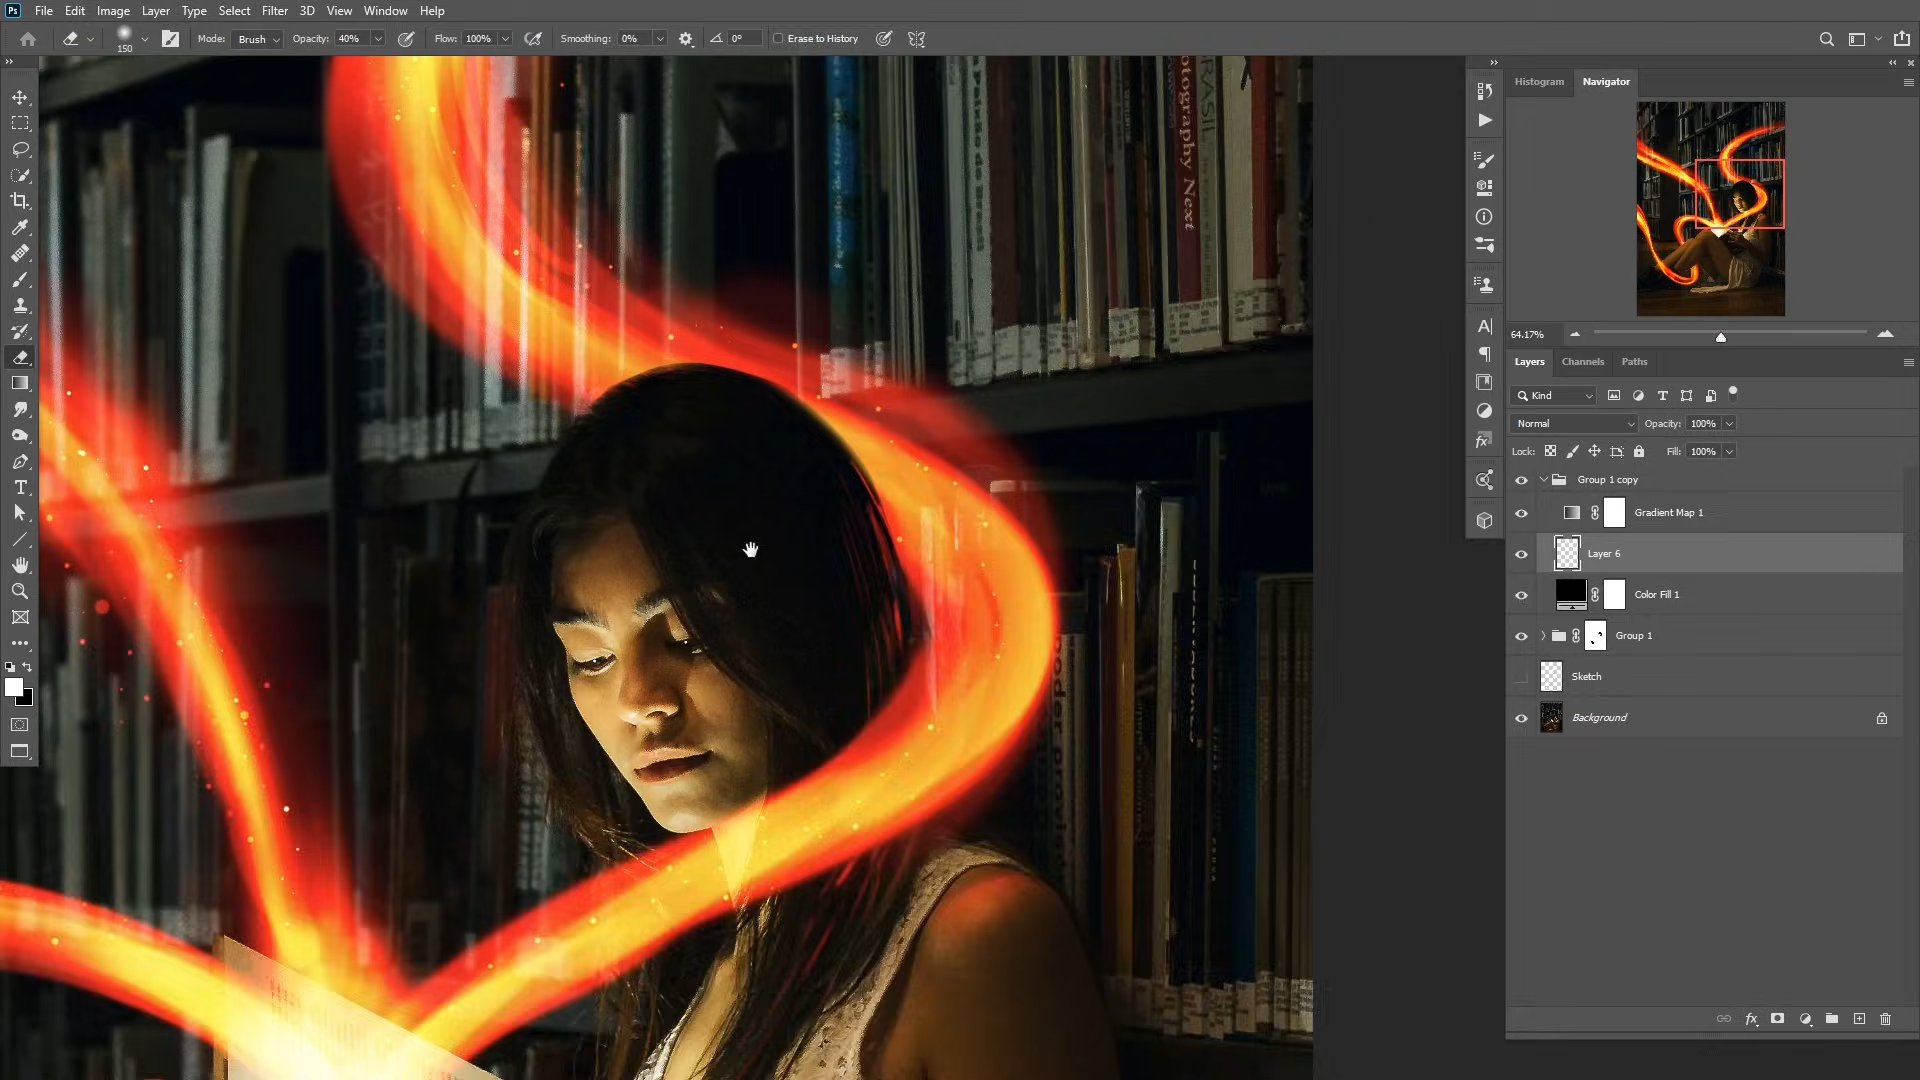 Ps File Edit Image Layer Type Select Filter 3D View Window Help
150 Mode: Brush Opacity: 40% Flow: 100% Smoothing: 0% 0° Erase to History
Histogram Navigator
64.17%
Layers Channels Paths
Kind
Normal Opacity: 100%
Lock: Fill: 100%
Group 1 copy
Gradient Map 1
Layer 6
Color Fill 1
Group 1
Sketch
Background
otography Next